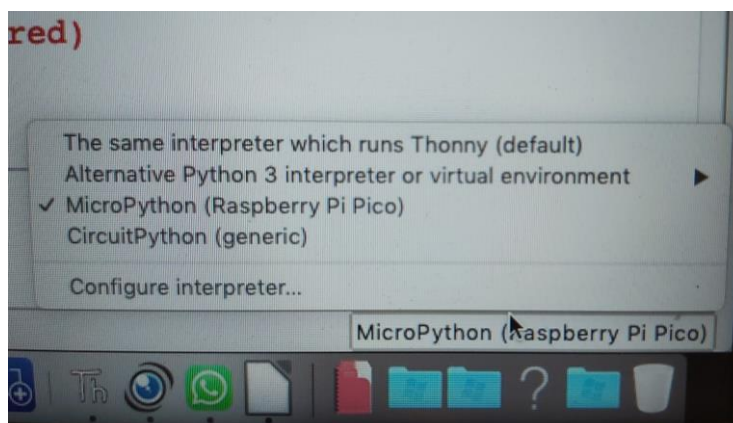 red)
The same interpreter which runs Thonny (default)
Alternative Python 3 interpreter or virtual environment
✓ MicroPython (Raspberry Pi Pico)
CircuitPython (generic)
Configure interpreter...
MicroPython (Raspberry Pi Pico)
Th
?